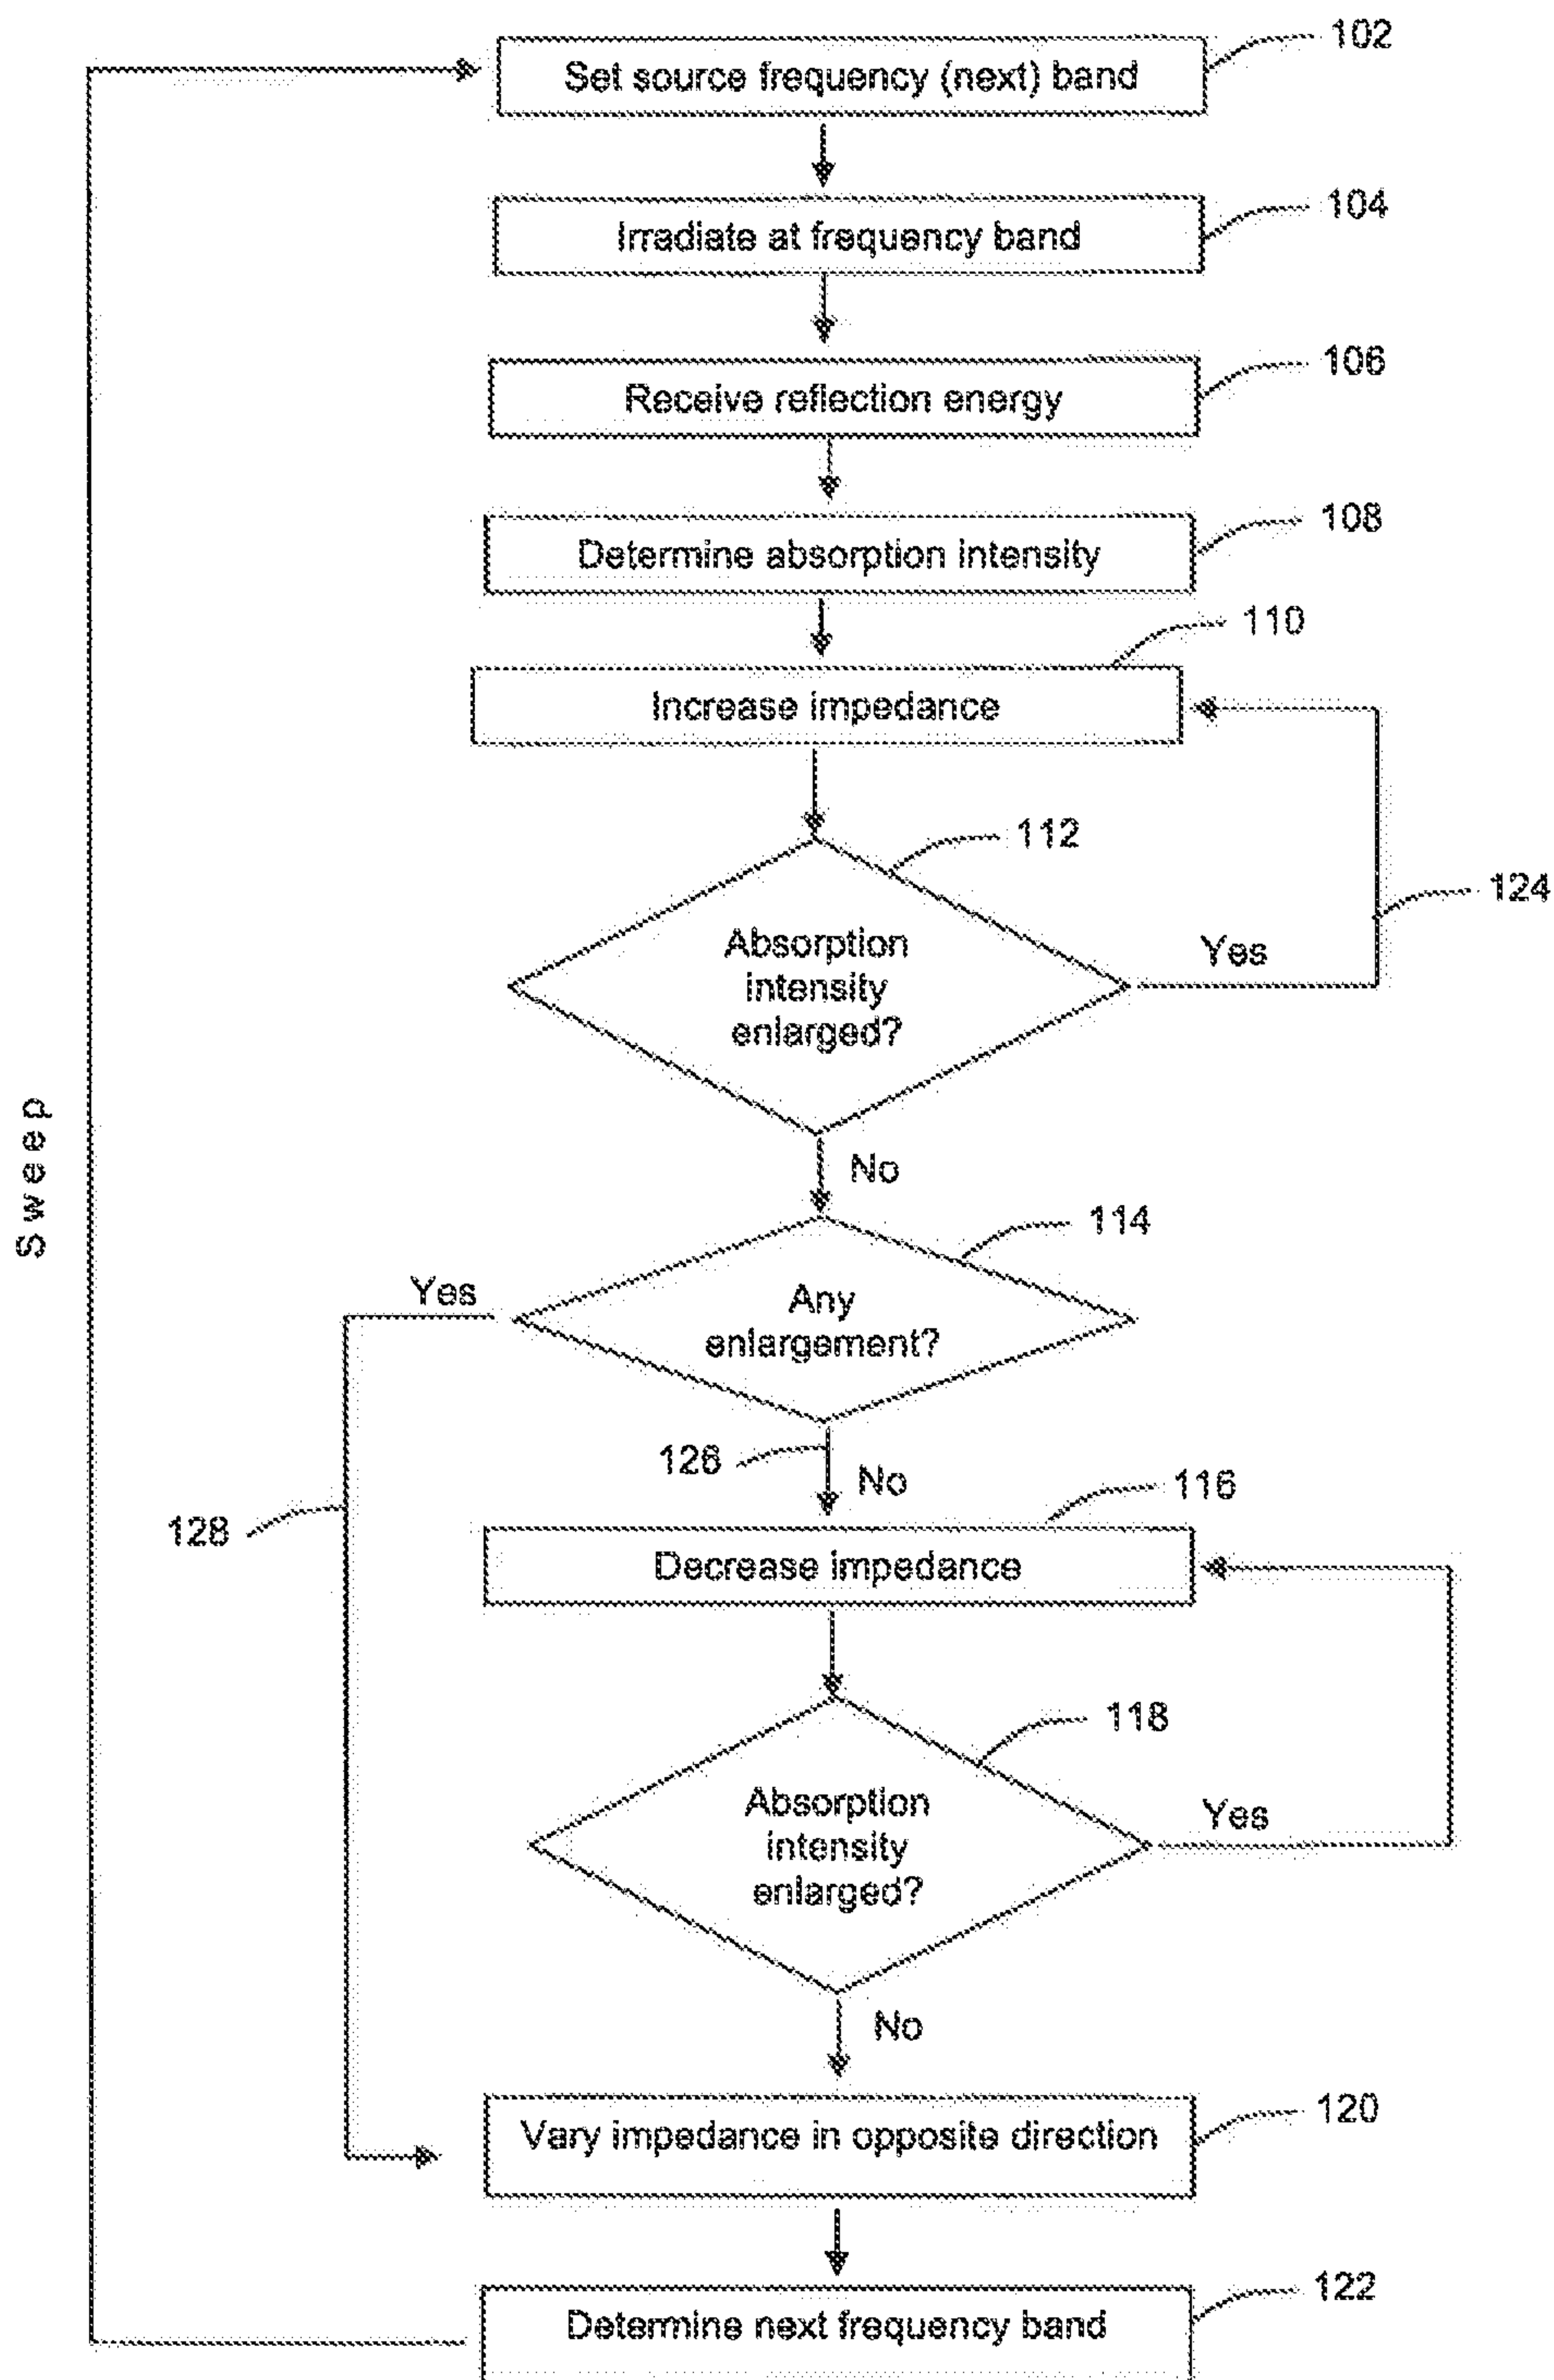 102
Set source frequency (next) band
104
Irradiate at frequency band
106
Receive reflection energy
108
Determine absorption intensity
110
Increase impedance
112
124
Absorption
intensity
enlarged?
Yes
No
Sweep
114
Yes
Any
enlargement?
126
No
116
128
Decrease impedance
118
Absorption
intensity
enlarged?
Yes
No
120
Vary impedance in opposite direction
122
Determine next frequency band